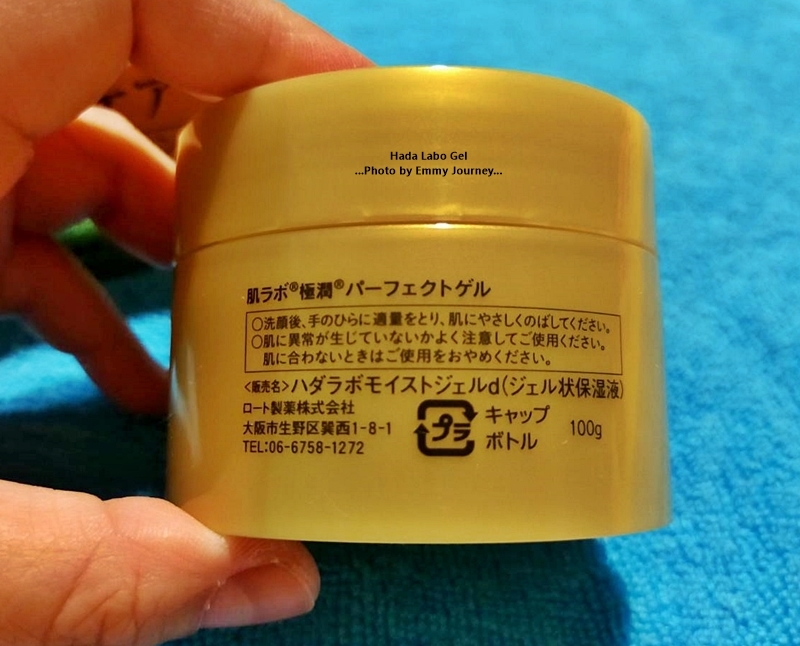 ケア
Hada Labo Gel
...Photo by Emmy Journey...
肌ラボ®極潤®パーフェクトゲル
○洗顔後、手のひらに適量をとり、肌にやさしくのばしてください。
○肌に異常が生じていないかよく注意してご使用ください。
肌に合わないときはご使用をおやめください。
<販売名>ハダラボモイストジェルd(ジェル状保湿液)
ロート製薬株式会社
大阪市生野区巽西1-8-1
TEL:06-6758-1272
プラ
キャップ
ボトル
100g